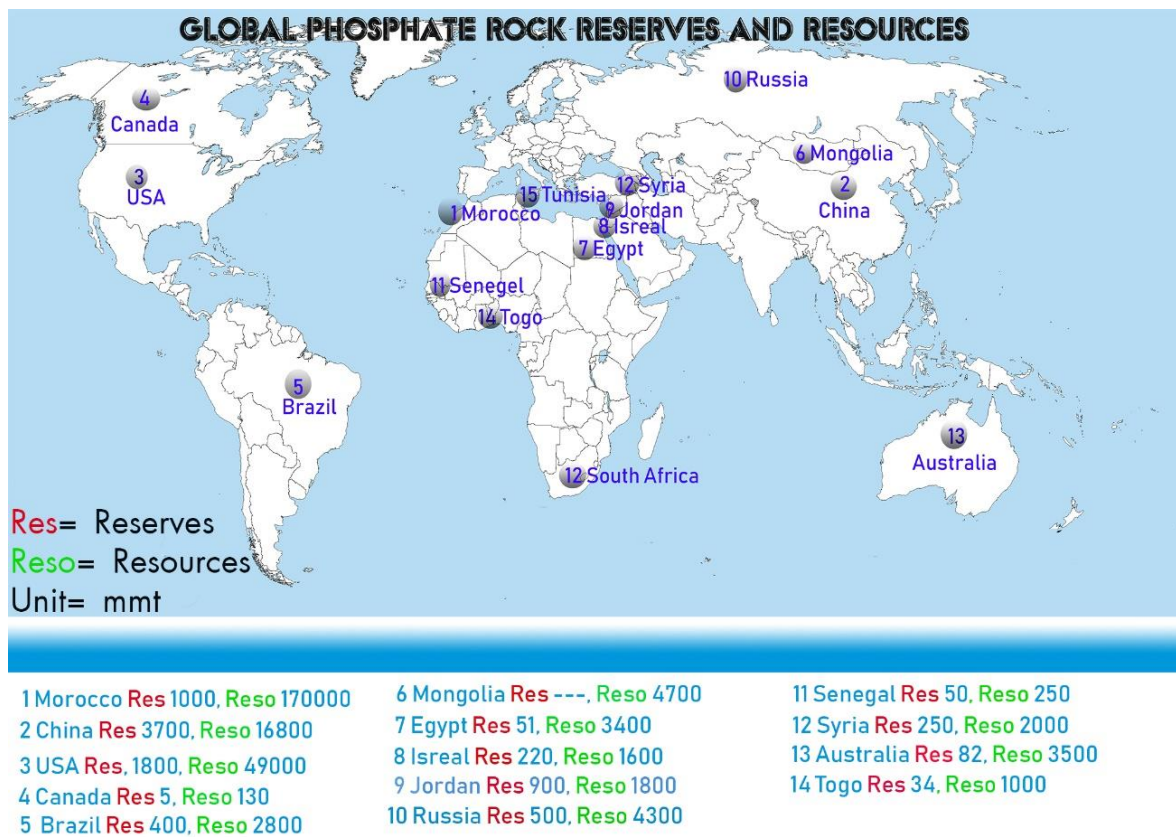 GLOBAL PHOSPHATE ROCK RESERVES AND RESOURCES
10 Russia
4
Canada
6 Mongolia
3
USA
12 Syria
2
China
15 Tunisia
1 Morocco
9 Jordan
8 Isreal
7 Egypt
11 Senegel
14 Togo
5
Brazil
13
Australia
12 South Africa
Res= Reserves
Reso= Resources
Unit= mmt
1 Morocco Res 1000, Reso 170000
2 China Res 3700, Reso 16800
3 USA Res, 1800, Reso 49000
4 Canada Res 5, Reso 130
5 Brazil Res 400, Reso 2800
6 Mongolia Res ---, Reso 4700
7 Egypt Res 51, Reso 3400
8 Isreal Res 220, Reso 1600
9 Jordan Res 900, Reso 1800
10 Russia Res 500, Reso 4300
11 Senegal Res 50, Reso 250
12 Syria Res 250, Reso 2000
13 Australia Res 82, Reso 3500
14 Togo Res 34, Reso 1000